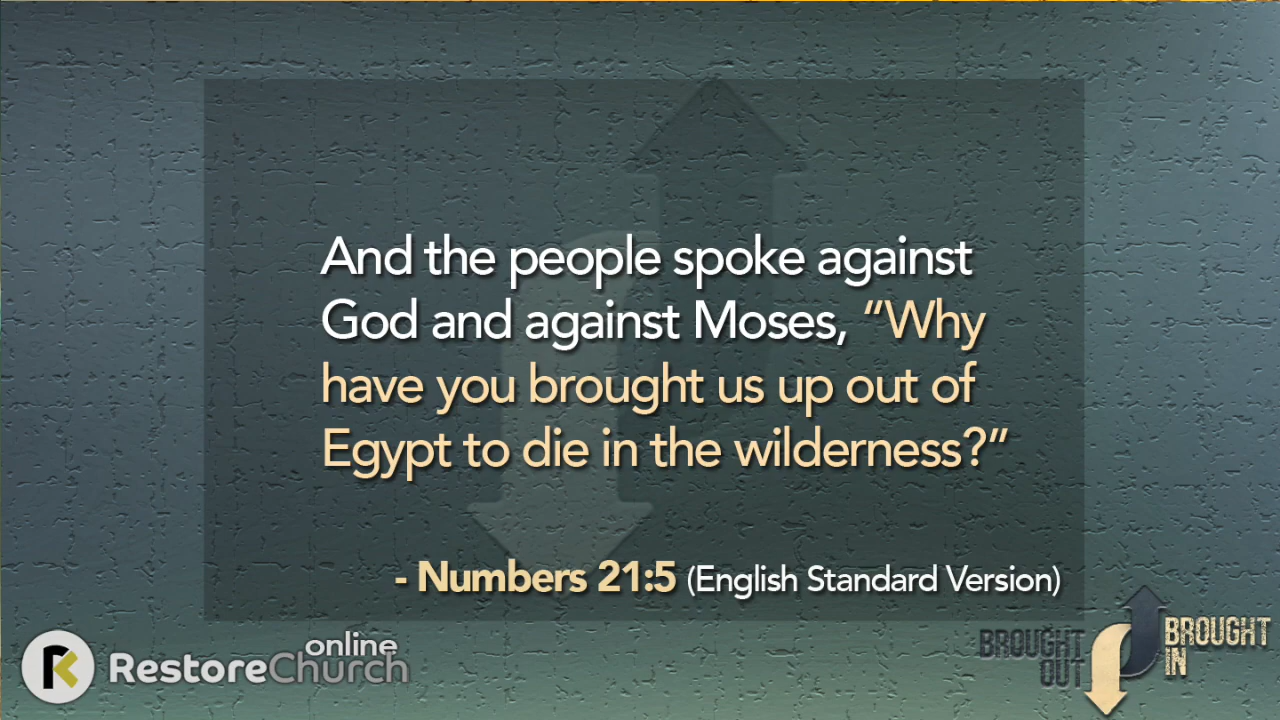 And the people spoke against
God and against Moses, “Why
have you brought us up out of
Egypt to die in the wilderness?”
- Numbers 21:5 (English Standard Version)
online
RestoreChurch
BROUGHT
OUT
BROUGHT
IN